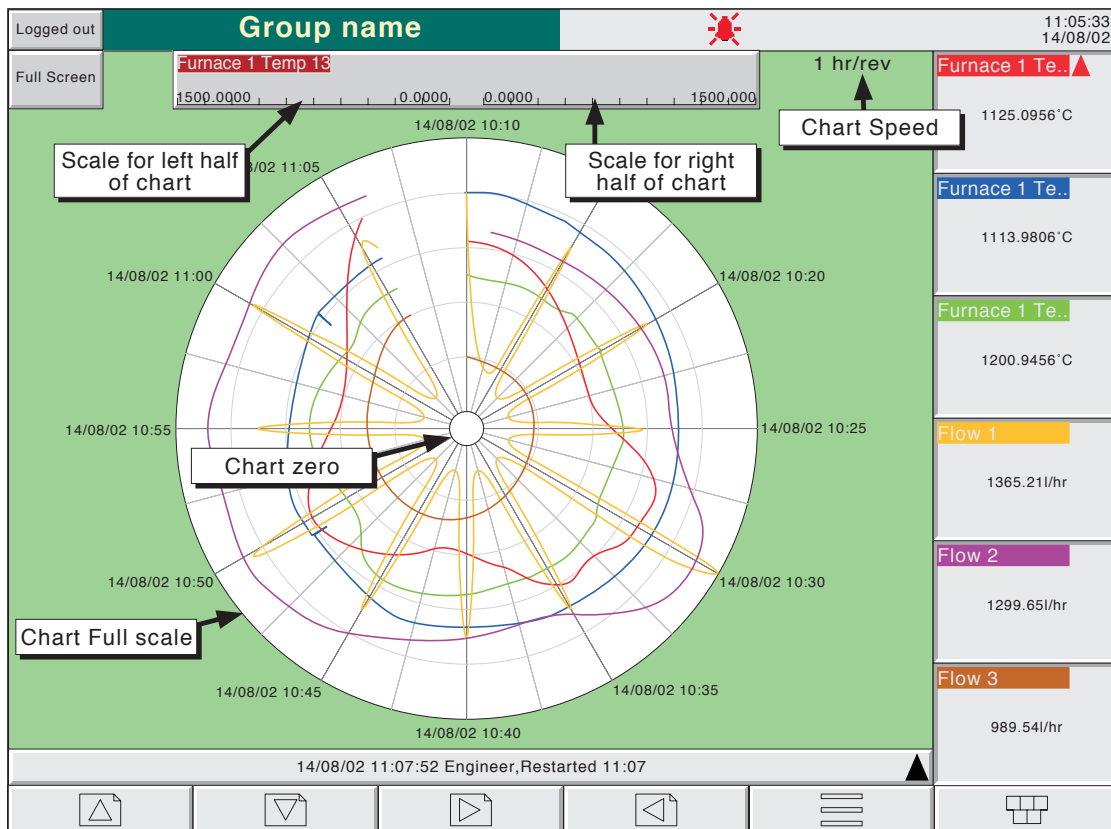 Logged out
Group name
11:05:33
14/08/02
Full Screen
Furnace 1 Temp 13
1500.0000 0.0000 0.0000 1500,000
1 hr/rev
Chart Speed
Scale for left half
of chart
Scale for right
half of chart
14/08/02 10:10
/02 11:05
14/08/02 11:00
14/08/02 10:20
14/08/02 10:55
14/08/02 10:25
Chart zero
14/08/02 10:50
14/08/02 10:30
Chart Full scale
14/08/02 10:45
14/08/02 10:35
14/08/02 10:40
Furnace 1 Te..
1125.0956°C
Furnace 1 Te..
1113.9806°C
Furnace 1 Te..
1200.9456°C
Flow 1
1365.21l/hr
Flow 2
1299.65l/hr
Flow 3
989.54l/hr
14/08/02 11:07:52 Engineer,Restarted 11:07